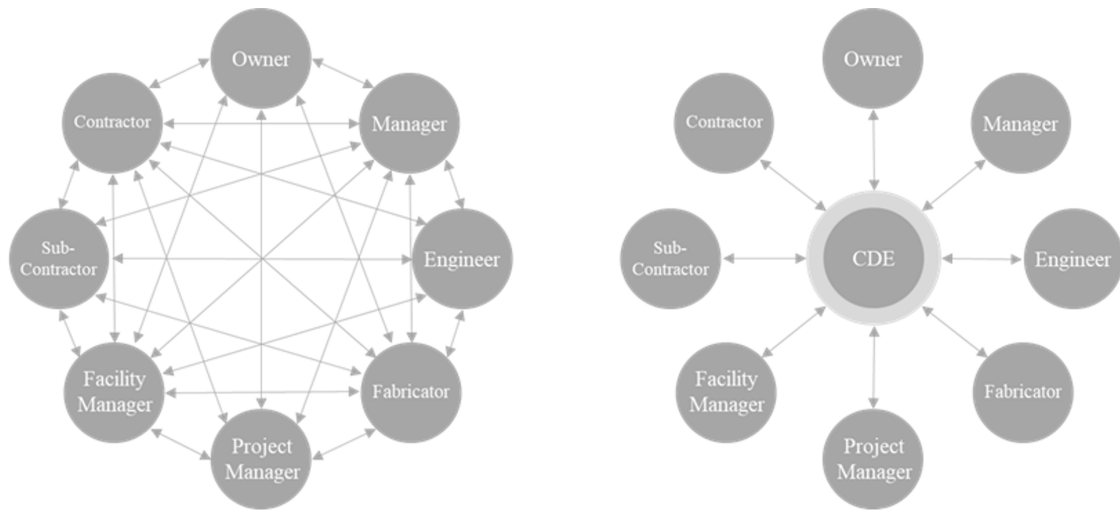 Owner
Contractor
Manager
Sub-
Contractor
Engineer
Facility
Manager
Fabricator
Project
Manager
Owner
Contractor
Manager
Sub-
Contractor
CDE
Engineer
Facility
Manager
Fabricator
Project
Manager